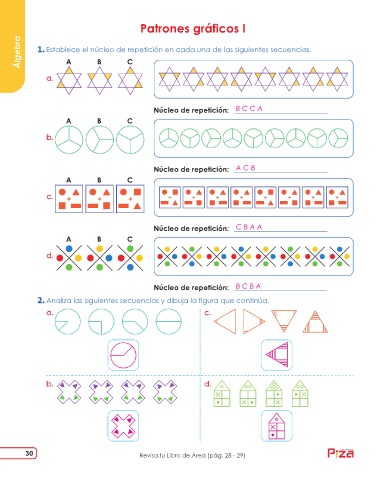 Patrones gráficos I
Álgebra
1. Establece el núcleo de repetición en cada una de las siguientes secuencias.
A B C
a.
Núcleo de repetición: B C C A
A B C
b.
Núcleo de repetición: A C B
A B C
c.
Núcleo de repetición: C B A A
A B C
d.
Núcleo de repetición: B C B A
2. Analiza las siguientes secuencias y dibuja la figura que continúa.
a. c.
b. d.
30 Revisa tu Libro de Área (pág. 28 - 29)